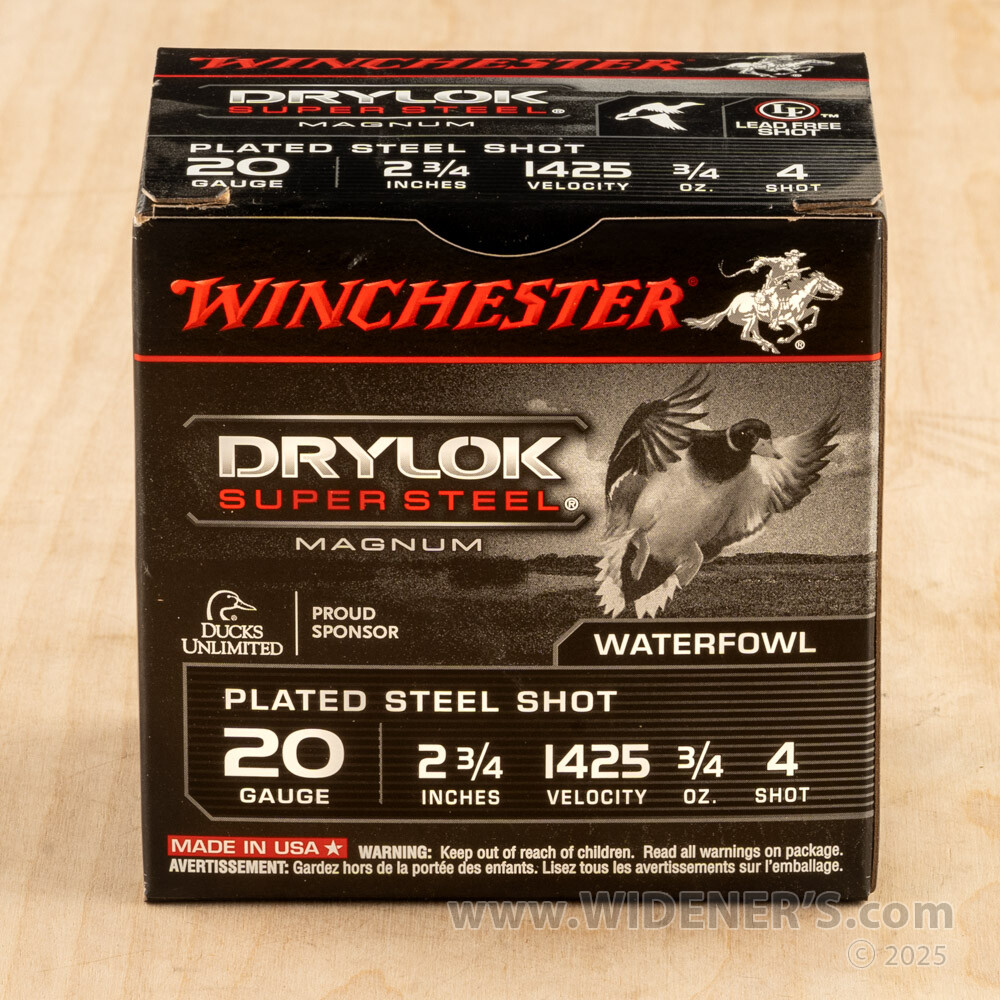 WINCHESTER
DRYLOK
SUPER STEEL®
MAGNUM
LF™
LEAD FREE
SHOT
PLATED STEEL SHOT
20 2 3/4 1425 3/4 4
GAUGE INCHES VELOCITY OZ. SHOT
WINCHESTER®
®
DRYLOK
SUPER STEEL®
MAGNUM
DUCKS
UNLIMITED
PROUD
SPONSOR
WATERFOWL
PLATED STEEL SHOT
20 2 3/4 1425 3/4 4
GAUGE INCHES VELOCITY OZ. SHOT
MADE IN USA ★ WARNING: Keep out of reach of children. Read all warnings on package.
AVERTISSEMENT: Gardez hors de la portée des enfants. Lisez tous les avertissements sur l'emballage.
www.WIDENER'S.com
© 2025